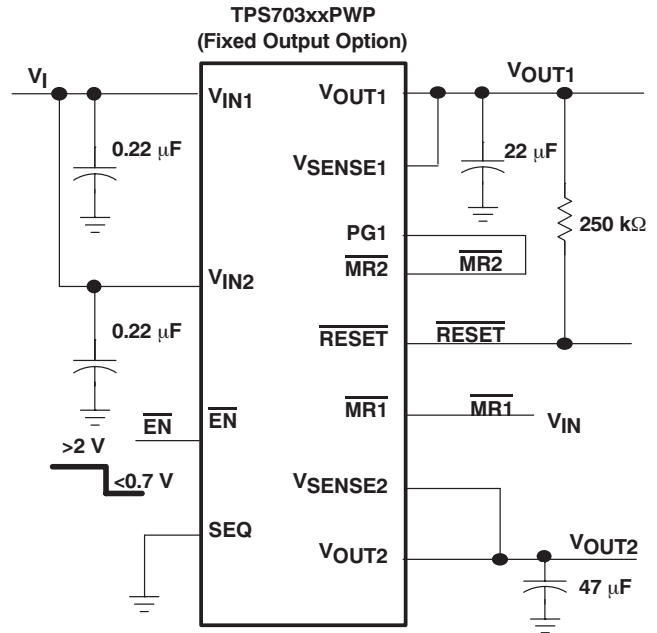 TPS703xxPWP
(Fixed Output Option)
VI
VIN1
VOUT1
VOUT1
0.22 μF
VSENSE1
22 μF
PG1
250 kΩ
MR2
MR2
VIN2
0.22 μF
RESET
RESET
EN
EN
MR1
MR1
VIN
>2 V
<0.7 V
VSENSE2
SEQ
VOUT2
VOUT2
47 μF